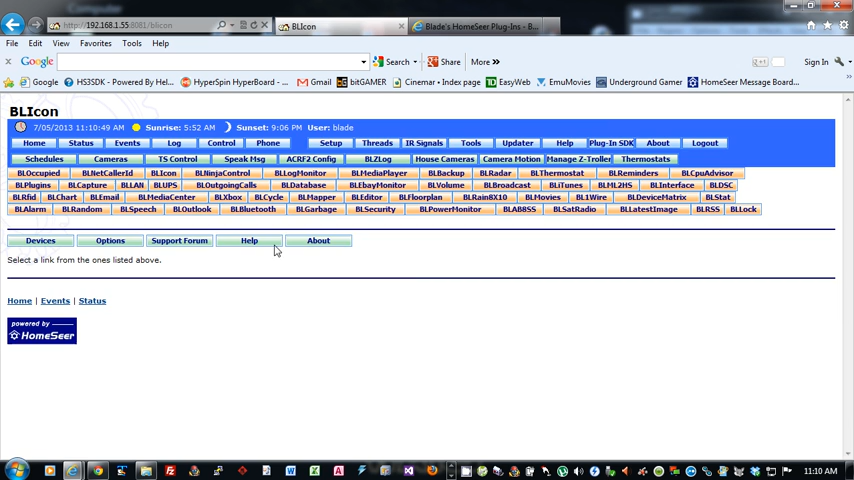 http://192.168.1.55:8081/blicon
BLIcon
Blade's HomeSeer Plug-Ins - B...
File Edit View Favorites Tools Help
Google Search Share More » Sign In
Google HS3SDK - Powered By Hel... HyperSpin HyperBoard - ... Gmail bitGAMER Cinemar • Index page EasyWeb EmuMovies Underground Gamer HomeSeer Message Board...
BLIcon
7/05/2013 11:10:49 AM Sunrise: 5:52 AM Sunset: 9:06 PM User: blade
Home Status Events Log Control Phone Setup Threads IR Signals Tools Updater Help Plug-In SDK About Logout
Schedules Cameras TS Control Speak Msg ACRF2 Config BLZLog House Cameras Camera Motion Manage Z-Troller Thermostats
BLOccupied BLNetCallerId BLIcon BLNinjaControl BLLogMonitor BLMediaPlayer BLBackup BLRadar BLThermostat BLReminders BLCpuAdvisor
BLPlugins BLCapture BLLAN BLUPS BLOutgoingCalls BLDatabase BLEbayMonitor BLVolume BLBroadcast BLiTunes BLML2HS BLInterface BLDSC
BLRfid BLChart BLEmail BLMediaCenter BLXbox BLCycle BLMapper BLEditor BLFloorplan BLRain8X10 BLMovies BL1Wire BLDeviceMatrix BLStat
BLAlarm BLRandom BLSpeech BLOutlook BLBluetooth BLGarbage BLSecurity BLPowerMonitor BLAB8SS BLSatRadio BLLatestImage BLRSS BLLock
Devices Options Support Forum Help About
Select a link from the ones listed above.
Home | Events | Status
powered by
HomeSeer
11:10 AM